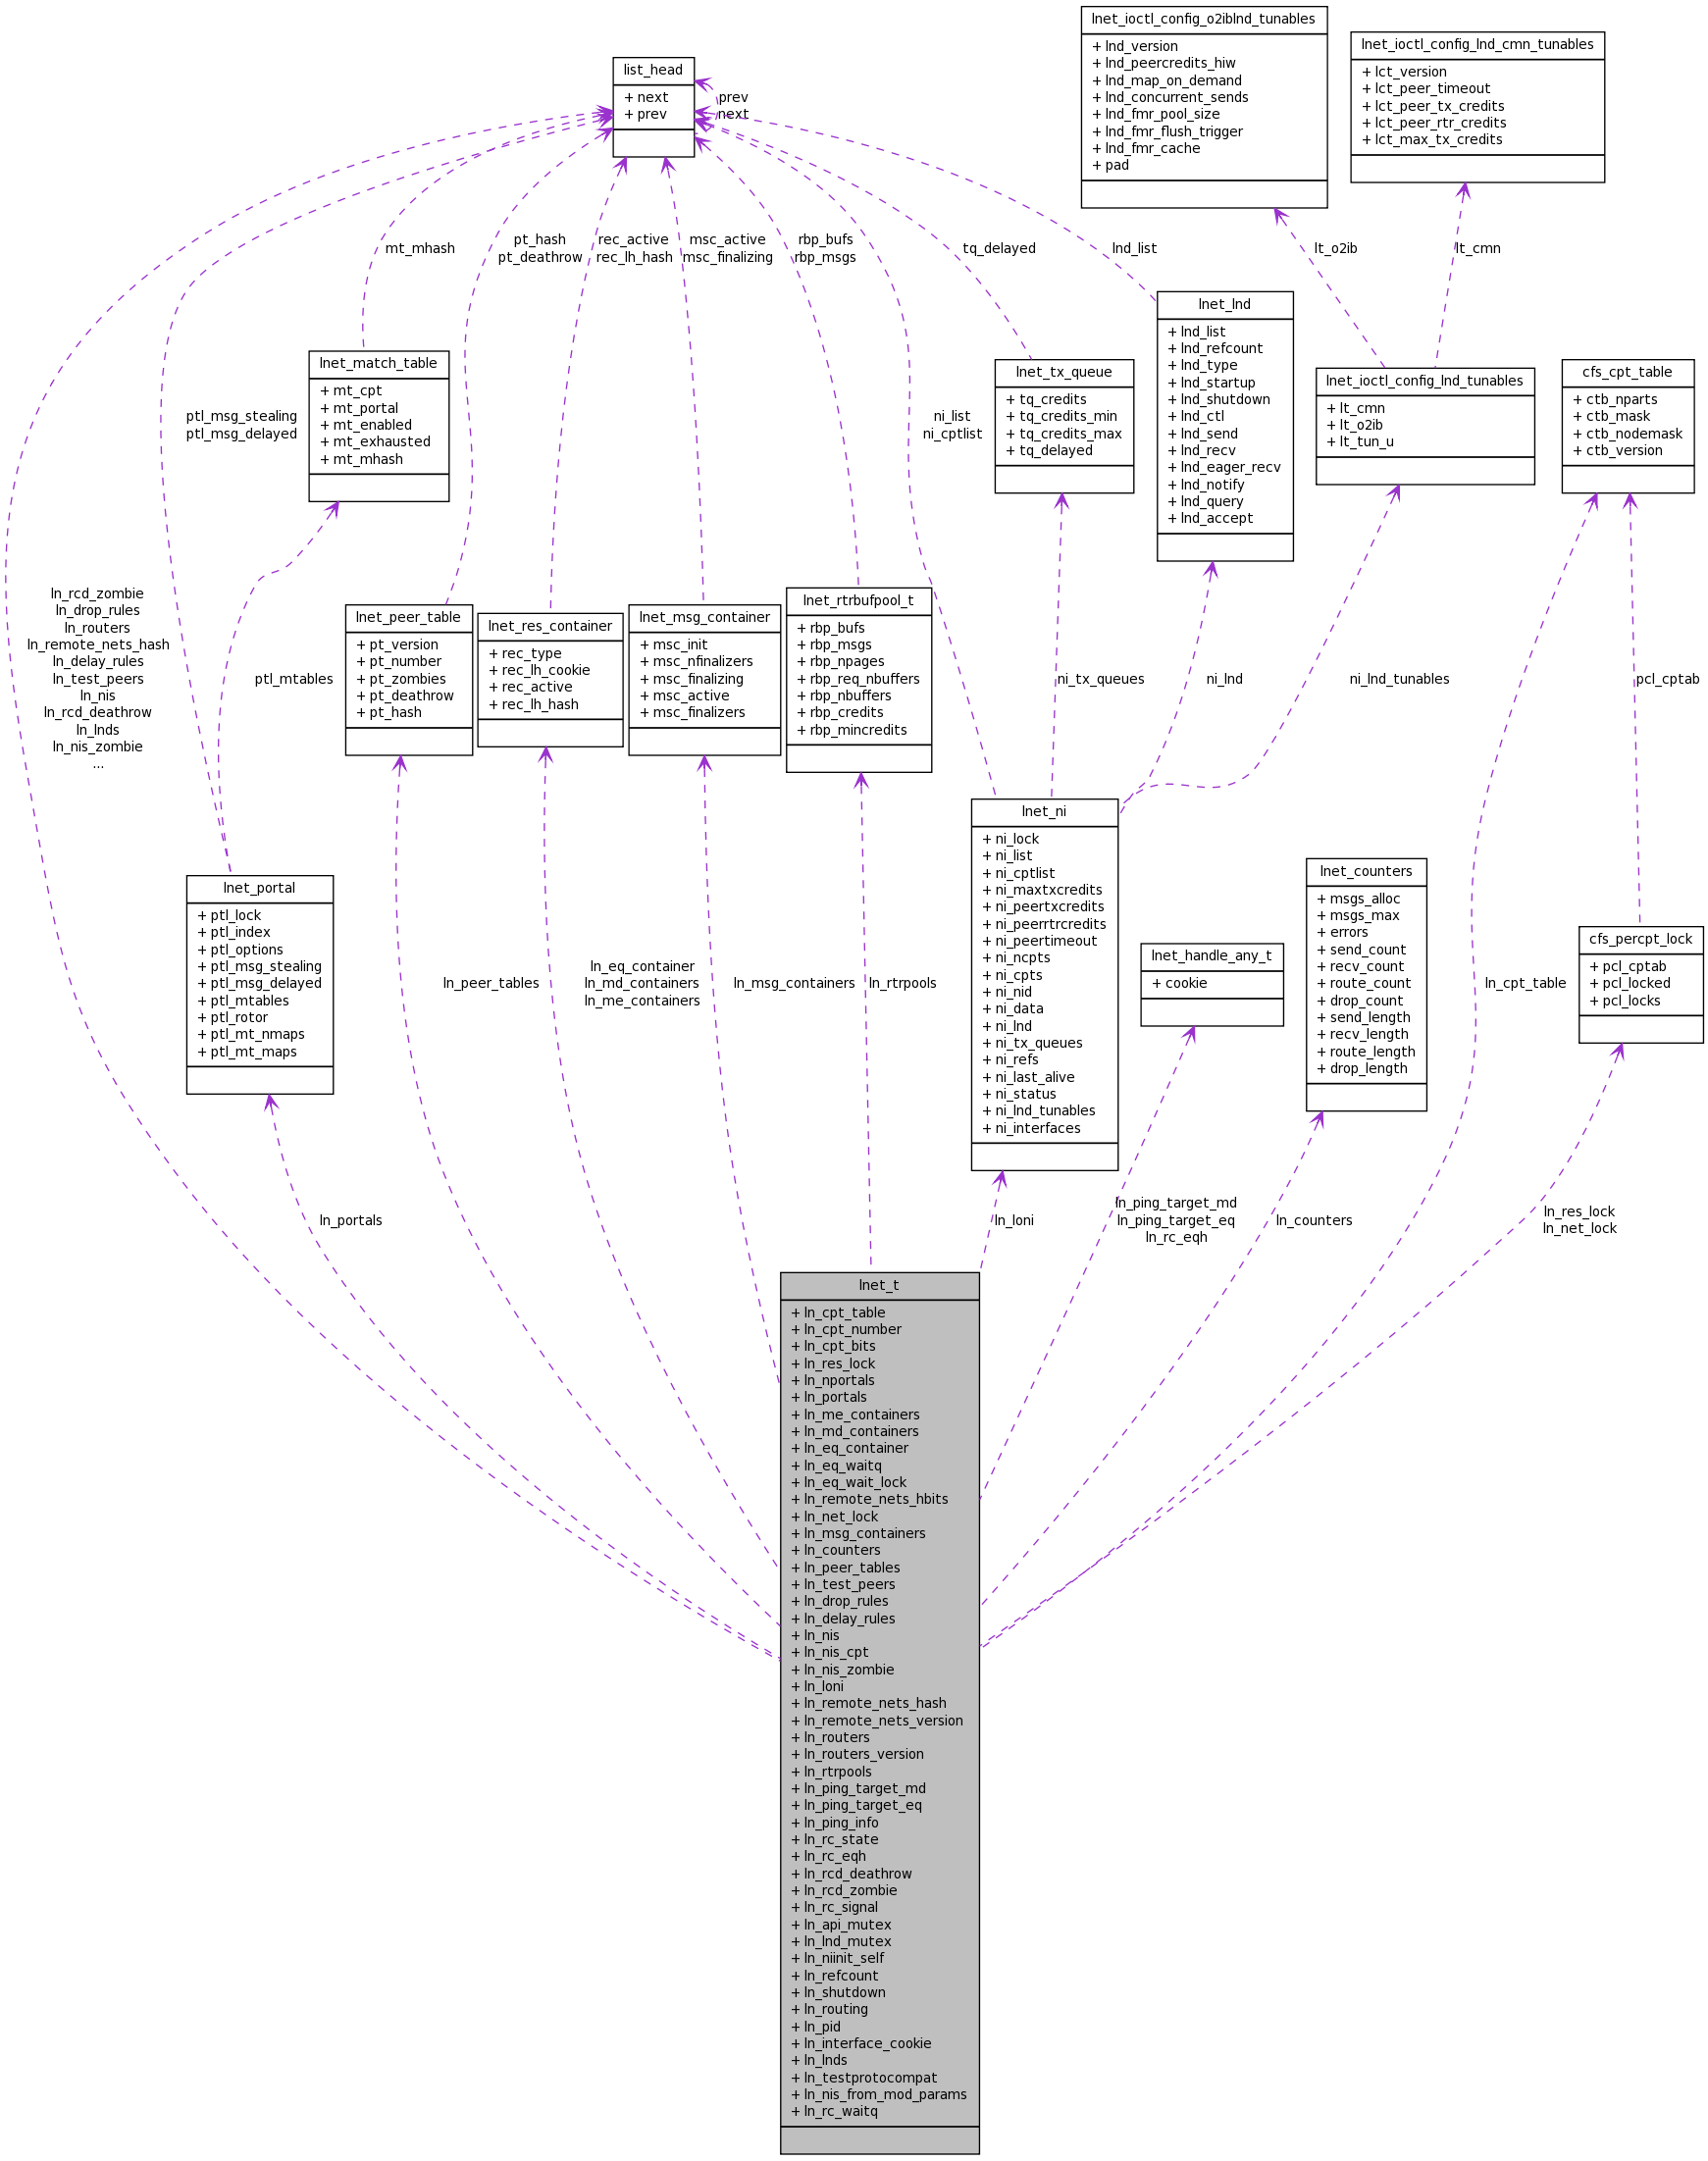 lnet_ioctl_config_o2iblnd_tunables
+ lnd_version
+ lnd_peercredits_hiw
+ lnd_map_on_demand
+ lnd_concurrent_sends
+ lnd_fmr_pool_size
+ lnd_fmr_flush_trigger
+ lnd_fmr_cache
+ pad
lnet_ioctl_config_lnd_cmn_tunables
+ lct_version
+ lct_peer_timeout
+ lct_peer_tx_credits
+ lct_peer_rtr_credits
+ lct_max_tx_credits
list_head
+ next
+ prev
prev
next
mt_mhash
pt_hash
pt_deathrow
rec_active
rec_lh_hash
msc_active
msc_finalizing
rbp_bufs
rbp_msgs
tq_delayed
lnd_list
lt_o2ib
lt_cmn
lnet_lnd
+ lnd_list
+ lnd_refcount
+ lnd_type
+ lnd_startup
+ lnd_shutdown
+ lnd_ctl
+ lnd_send
+ lnd_recv
+ lnd_eager_recv
+ lnd_notify
+ lnd_query
+ lnd_accept
lnet_match_table
+ mt_cpt
+ mt_portal
+ mt_enabled
+ mt_exhausted
+ mt_mhash
lnet_tx_queue
+ tq_credits
+ tq_credits_min
+ tq_credits_max
+ tq_delayed
lnet_ioctl_config_lnd_tunables
+ lt_cmn
+ lt_o2ib
+ lt_tun_u
cfs_cpt_table
+ ctb_nparts
+ ctb_mask
+ ctb_nodemask
+ ctb_version
ptl_msg_stealing
ptl_msg_delayed
ni_list
ni_cptlist
ln_rcd_zombie
ln_drop_rules
ln_routers
ln_remote_nets_hash
ln_delay_rules
ln_test_peers
ln_nis
ln_rcd_deathrow
ln_lnds
ln_nis_zombie
...
ptl_mtables
lnet_peer_table
+ pt_version
+ pt_number
+ pt_zombies
+ pt_deathrow
+ pt_hash
lnet_res_container
+ rec_type
+ rec_lh_cookie
+ rec_active
+ rec_lh_hash
lnet_msg_container
+ msc_init
+ msc_nfinalizers
+ msc_finalizing
+ msc_active
+ msc_finalizers
lnet_rtrbufpool_t
+ rbp_bufs
+ rbp_msgs
+ rbp_npages
+ rbp_req_nbuffers
+ rbp_nbuffers
+ rbp_credits
+ rbp_mincredits
ni_tx_queues
ni_lnd
ni_lnd_tunables
pcl_cptab
lnet_portal
+ ptl_lock
+ ptl_index
+ ptl_options
+ ptl_msg_stealing
+ ptl_msg_delayed
+ ptl_mtables
+ ptl_rotor
+ ptl_mt_nmaps
+ ptl_mt_maps
ln_peer_tables
ln_eq_container
ln_md_containers
ln_me_containers
ln_msg_containers
ln_rtrpools
lnet_ni
+ ni_lock
+ ni_list
+ ni_cptlist
+ ni_maxtxcredits
+ ni_peertxcredits
+ ni_peerrtrcredits
+ ni_peertimeout
+ ni_ncpts
+ ni_cpts
+ ni_nid
+ ni_data
+ ni_lnd
+ ni_tx_queues
+ ni_refs
+ ni_last_alive
+ ni_status
+ ni_lnd_tunables
+ ni_interfaces
lnet_handle_any_t
+ cookie
lnet_counters
+ msgs_alloc
+ msgs_max
+ errors
+ send_count
+ recv_count
+ route_count
+ drop_count
+ send_length
+ recv_length
+ route_length
+ drop_length
ln_cpt_table
cfs_percpt_lock
+ pcl_cptab
+ pcl_locked
+ pcl_locks
ln_portals
ln_loni
ln_ping_target_md
ln_ping_target_eq
ln_rc_eqh
ln_counters
ln_res_lock
ln_net_lock
lnet_t
+ ln_cpt_table
+ ln_cpt_number
+ ln_cpt_bits
+ ln_res_lock
+ ln_nportals
+ ln_portals
+ ln_me_containers
+ ln_md_containers
+ ln_eq_container
+ ln_eq_waitq
+ ln_eq_wait_lock
+ ln_remote_nets_hbits
+ ln_net_lock
+ ln_msg_containers
+ ln_counters
+ ln_peer_tables
+ ln_test_peers
+ ln_drop_rules
+ ln_delay_rules
+ ln_nis
+ ln_nis_cpt
+ ln_nis_zombie
+ ln_loni
+ ln_remote_nets_hash
+ ln_remote_nets_version
+ ln_routers
+ ln_routers_version
+ ln_rtrpools
+ ln_ping_target_md
+ ln_ping_target_eq
+ ln_ping_info
+ ln_rc_state
+ ln_rc_eqh
+ ln_rcd_deathrow
+ ln_rcd_zombie
+ ln_rc_signal
+ ln_api_mutex
+ ln_lnd_mutex
+ ln_niinit_self
+ ln_refcount
+ ln_shutdown
+ ln_routing
+ ln_pid
+ ln_interface_cookie
+ ln_lnds
+ ln_testprotocompat
+ ln_nis_from_mod_params
+ ln_rc_waitq